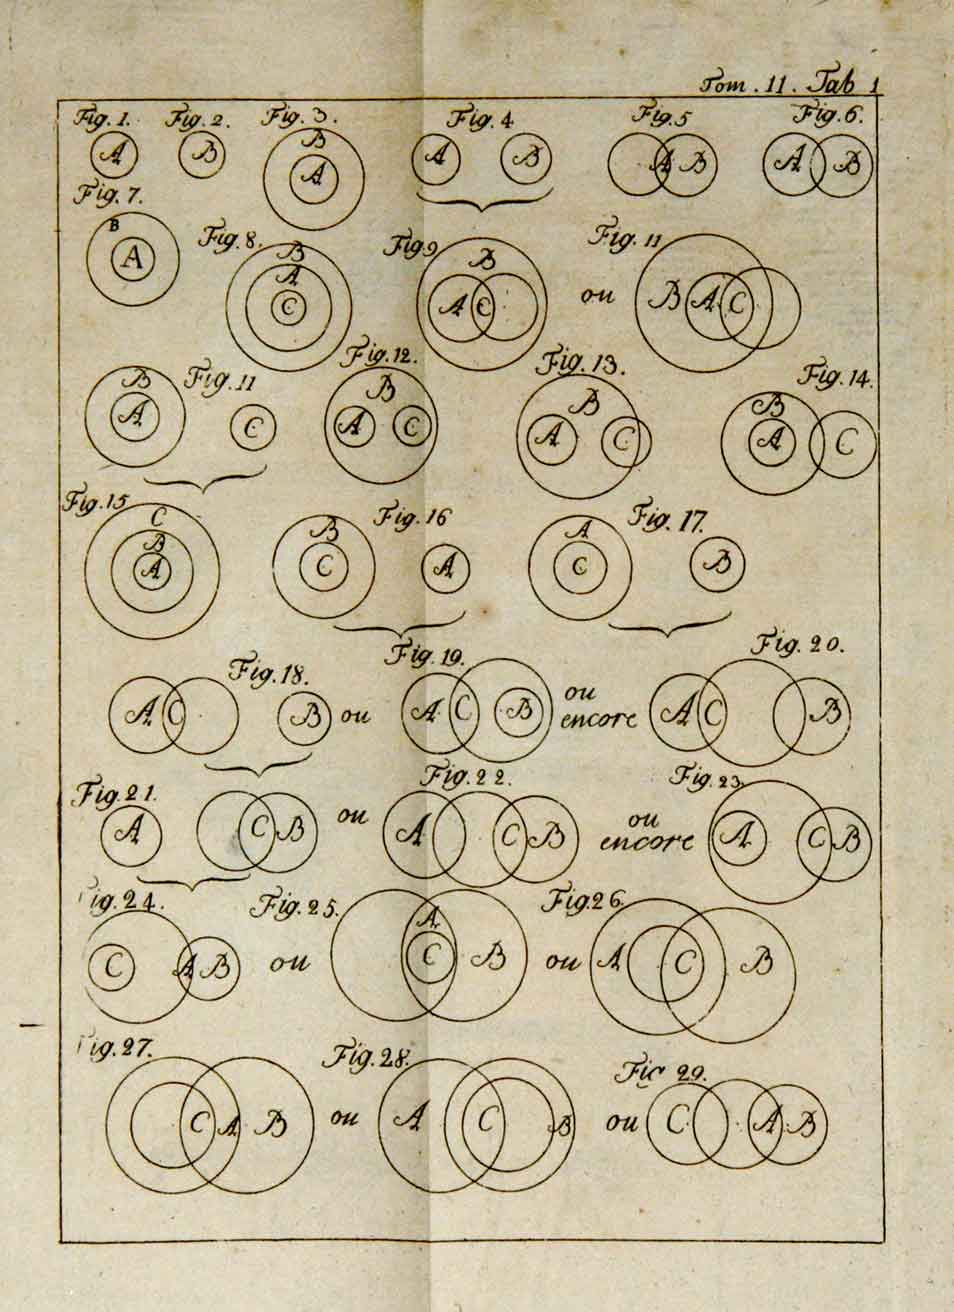 Tom . 11 . Tab 1
Fig. 1. Fig. 2. Fig. 3. Fig. 4 Fig. 5 Fig. 6.
A B B A A B A B A B
Fig. 7.
B A
Fig. 8. Fig 9 Fig. 11
B A C B A C ou B A C
Fig. 11 Fig. 12. Fig. 13. Fig. 14.
B A C B A C B A C B A C
Fig. 15 Fig. 16 Fig. 17.
C B A B C A A C B
Fig. 18. Fig. 19. Fig. 20.
A C B ou A C B ou
encore A C B
Fig. 21. Fig. 22. Fig. 23.
A C B ou A C B ou
encore A C B
ig. 24. Fig. 25. Fig. 26.
C A B ou A C B ou A C B
ig. 27. Fig. 28. Fig 29.
C A B ou A C B ou C A B